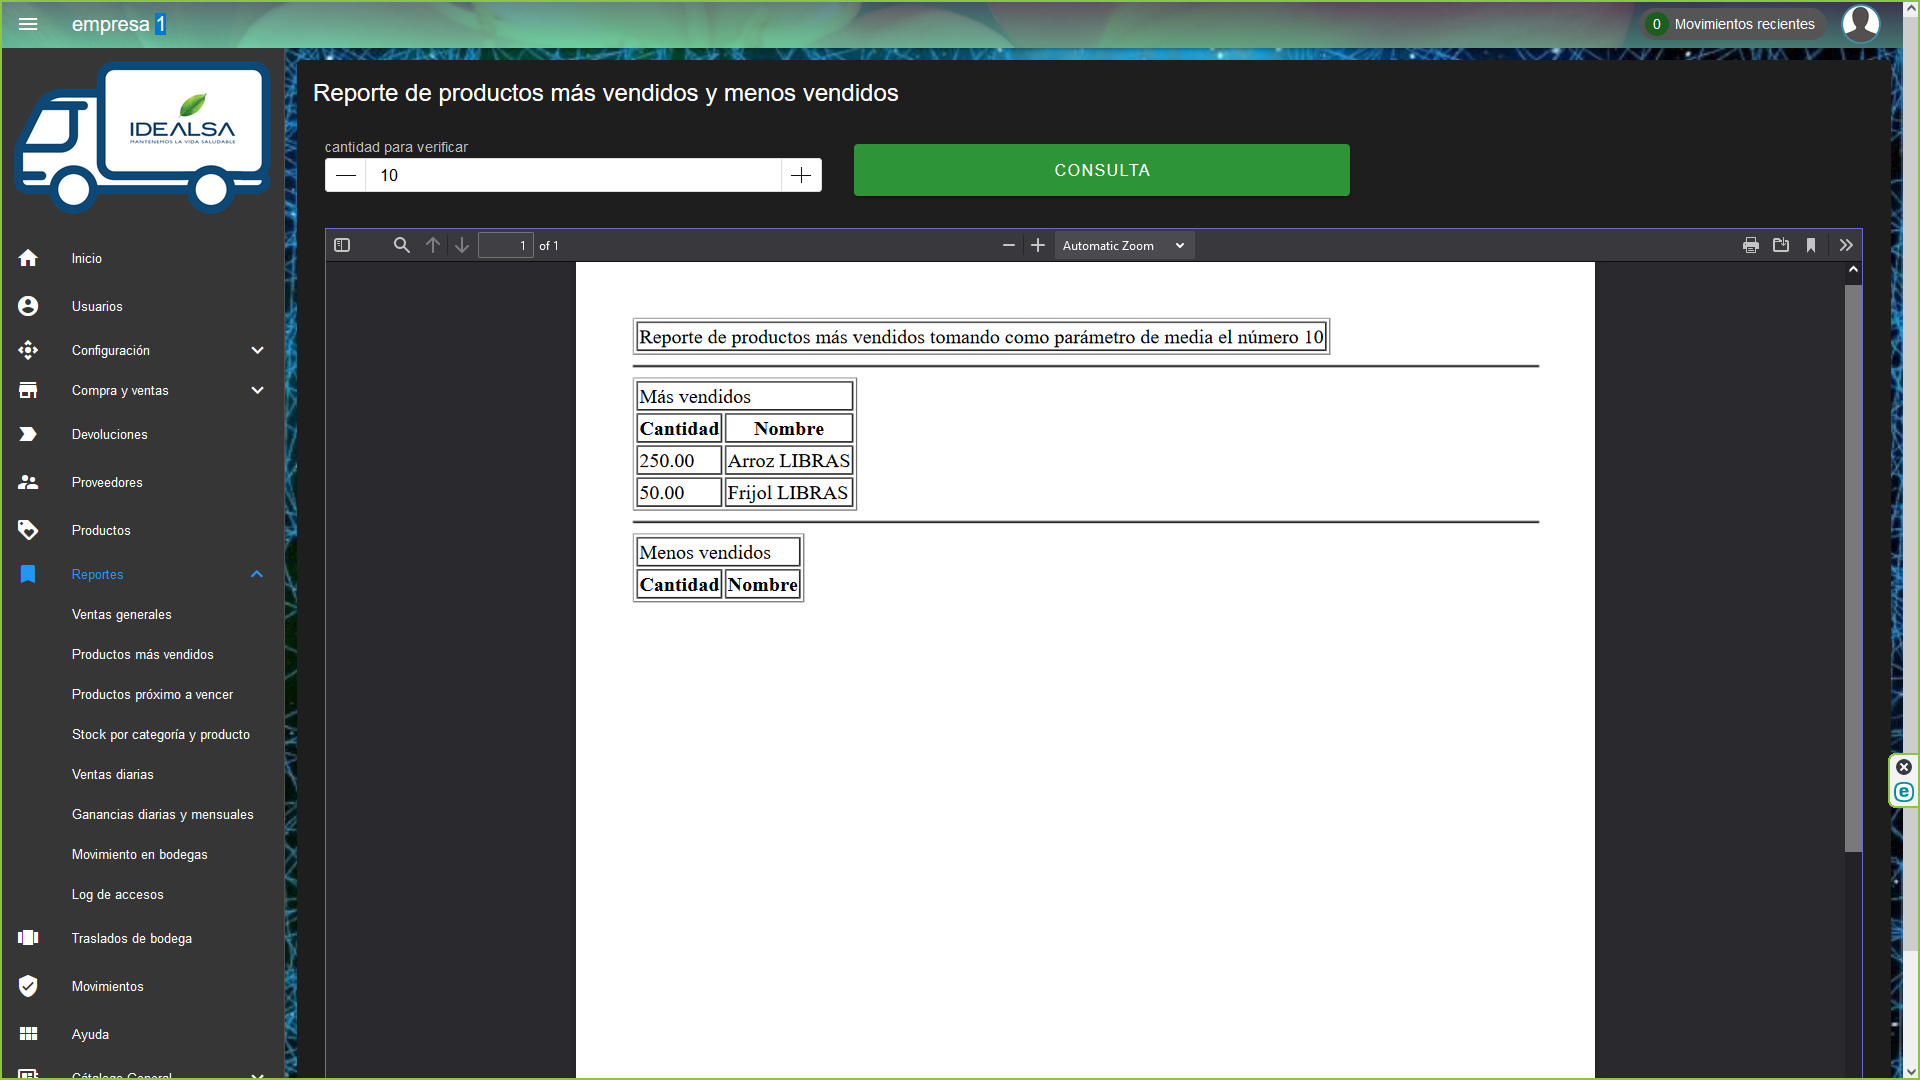 empresa 1
0 Movimientos recientes
IDEALSA
MANTENEMOS LA VIDA SALUDABLE
Inicio
Usuarios
Configuración
Compra y ventas
Devoluciones
Proveedores
Productos
Reportes
Ventas generales
Productos más vendidos
Productos próximo a vencer
Stock por categoría y producto
Ventas diarias
Ganancias diarias y mensuales
Movimiento en bodegas
Log de accesos
Traslados de bodega
Movimientos
Ayuda
Cátalogo General
Reporte de productos más vendidos y menos vendidos
cantidad para verificar
10
CONSULTA
1 of 1
Automatic Zoom
Reporte de productos más vendidos tomando como parámetro de media el número 10
Más vendidos
Cantidad Nombre
250.00 Arroz LIBRAS
50.00 Frijol LIBRAS
Menos vendidos
Cantidad Nombre